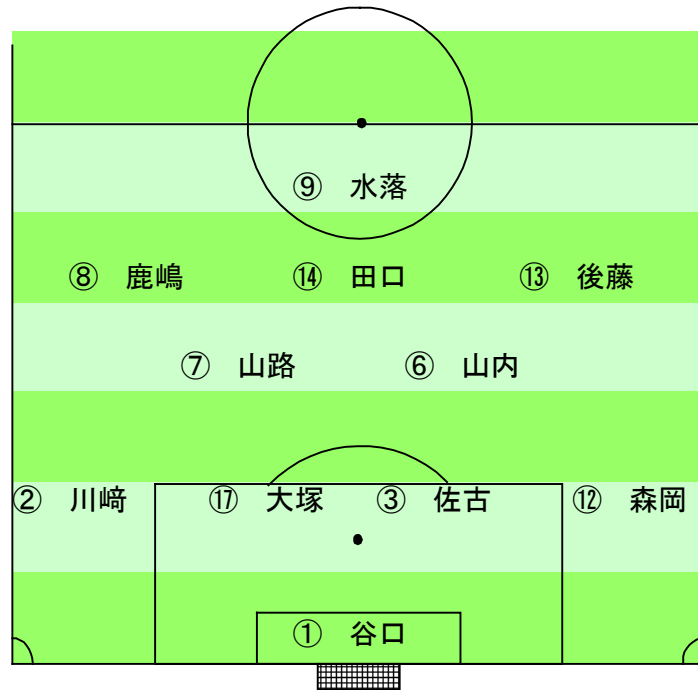 ⑨ 水落
⑧ 鹿嶋 ⑭ 田口 ⑬ 後藤
⑦ 山路 ⑥ 山内
② 川﨑 ⑰ 大塚 ③ 佐古 ⑫ 森岡
① 谷口